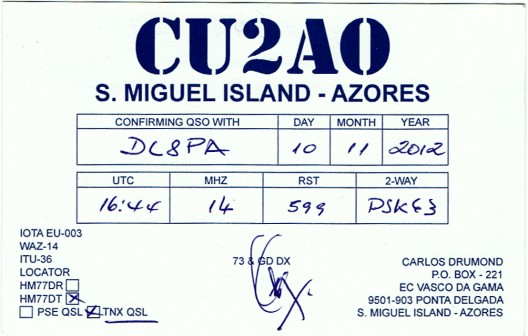 CU2AO
S. MIGUEL ISLAND - AZORES
CONFIRMING QSO WITH DAY MONTH YEAR
DL8PA 10 11 2012
UTC MHZ RST 2-WAY
16:44 14 599 PSK63
IOTA EU-003
WAZ-14
ITU-36
LOCATOR
HM77DR
HM77DT
PSE QSL TNX QSL
73 & GD DX
CARLOS DRUMOND
P.O. BOX - 221
EC VASCO DA GAMA
9501-903 PONTA DELGADA
S. MIGUEL ISLAND - AZORES